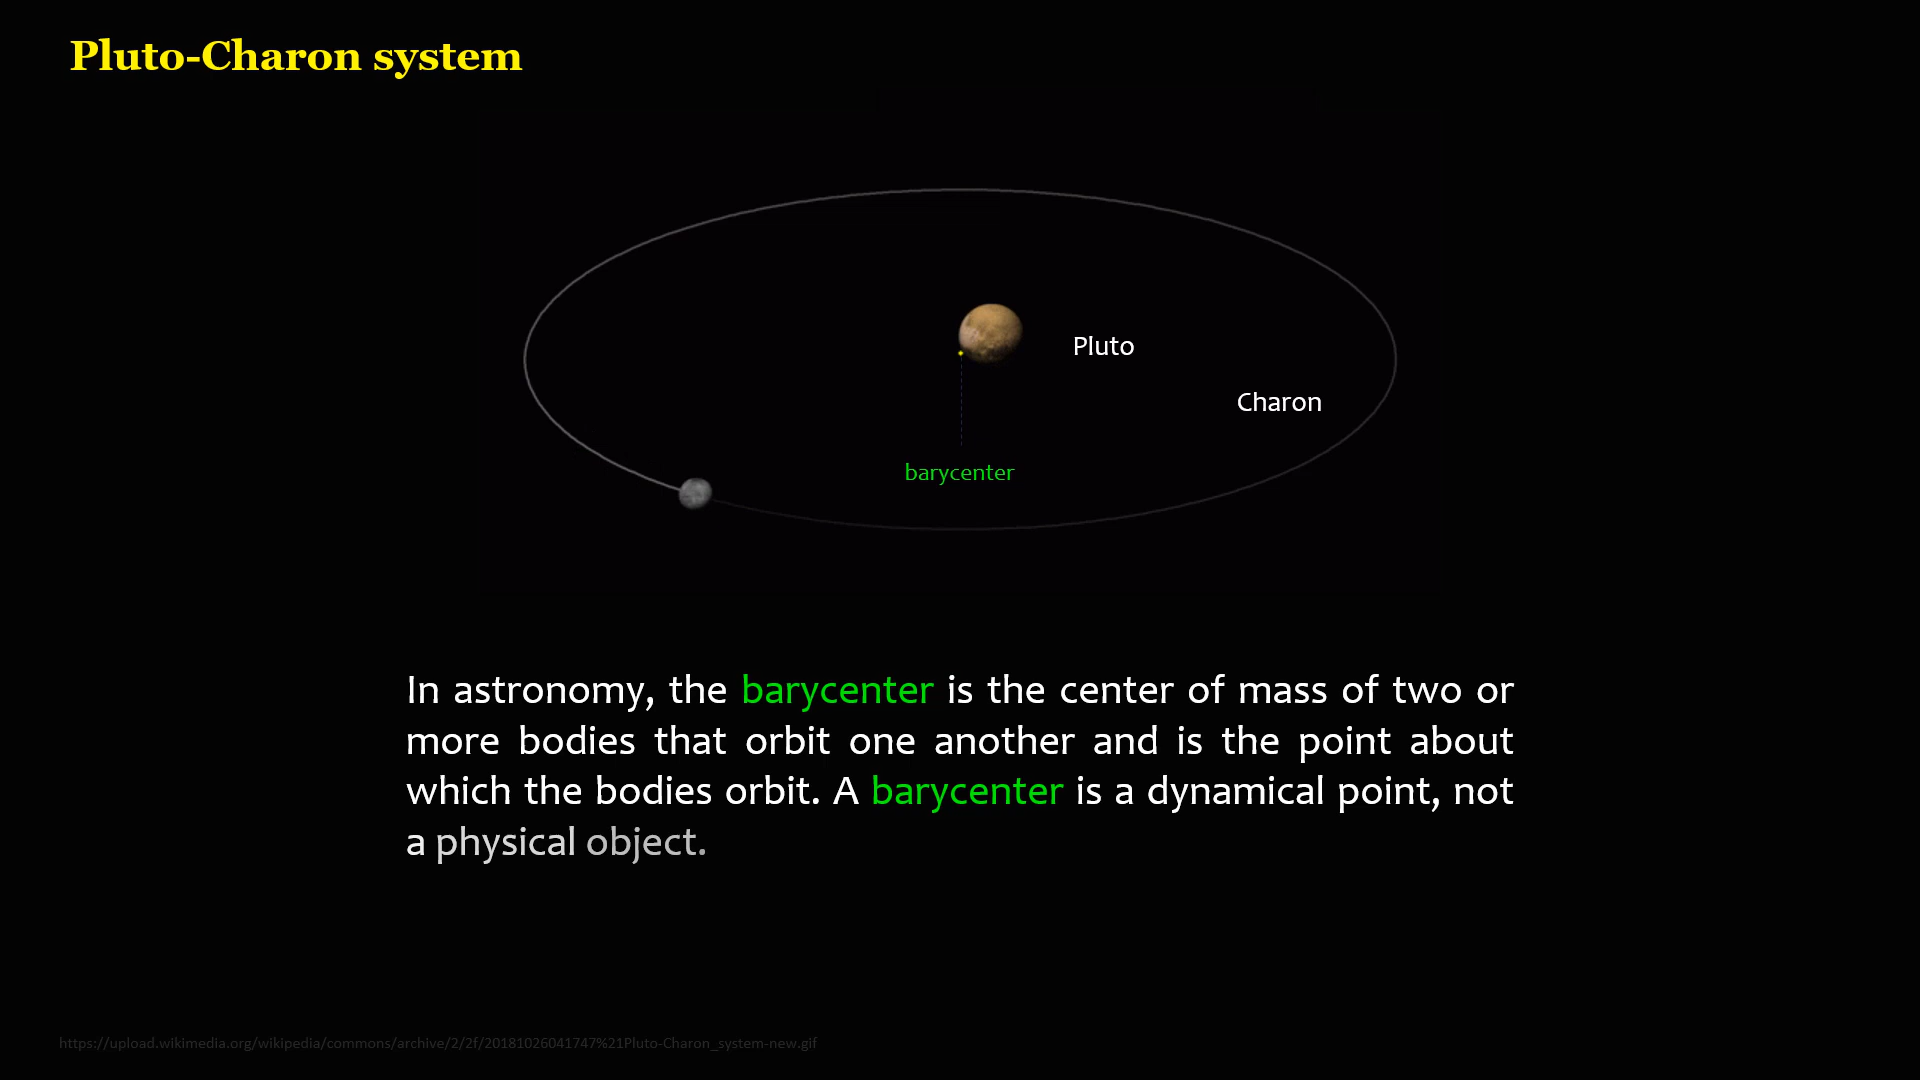 Pluto-Charon system
Pluto
Charon
barycenter
In astronomy, the barycenter is the center of mass of two or
more bodies that orbit one another and is the point about
which the bodies orbit. A barycenter is a dynamical point, not
a physical object.
https://upload.wikimedia.org/wikipedia/commons/archive/2/2f/20181026041747%21Pluto-Charon_system-new.gif